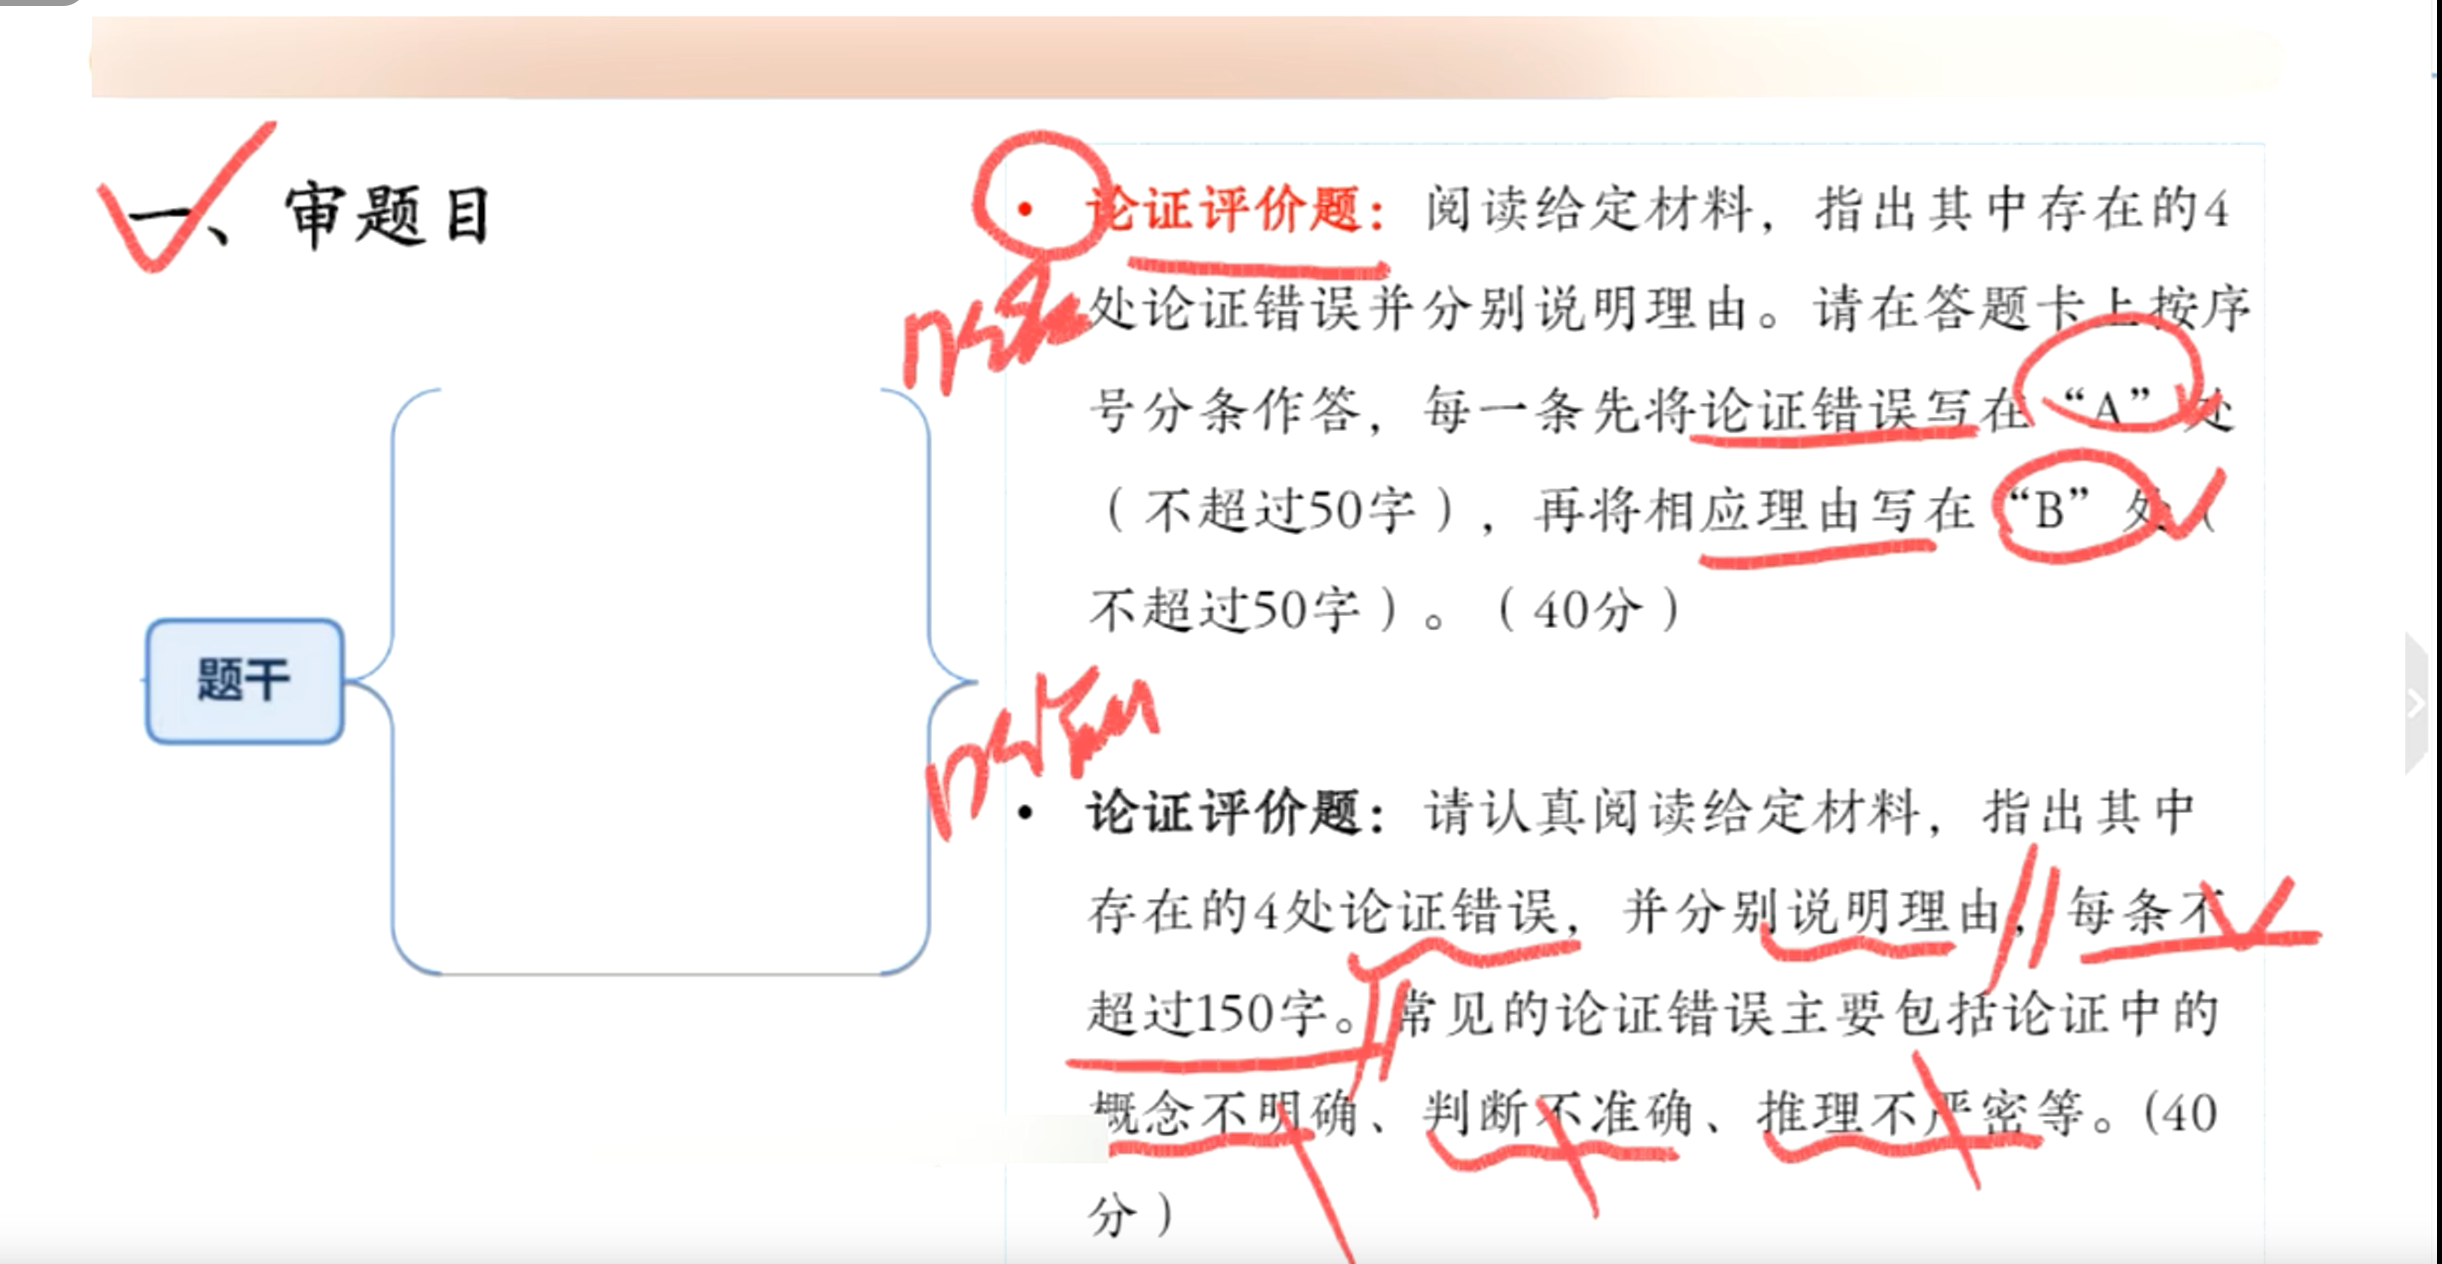 一、审题目
题干
• 论证评价题：阅读给定材料，指出其中存在的4
处论证错误并分别说明理由。请在答题卡上按序
号分条作答，每一条先将论证错误写在“A”处
（不超过50字），再将相应理由写在“B”处（
不超过50字）。（40分）
• 论证评价题：请认真阅读给定材料，指出其中
存在的4处论证错误，并分别说明理由，每条不
超过150字。常见的论证错误主要包括论证中的
概念不明确、判断不准确、推理不严密等。(40
分）